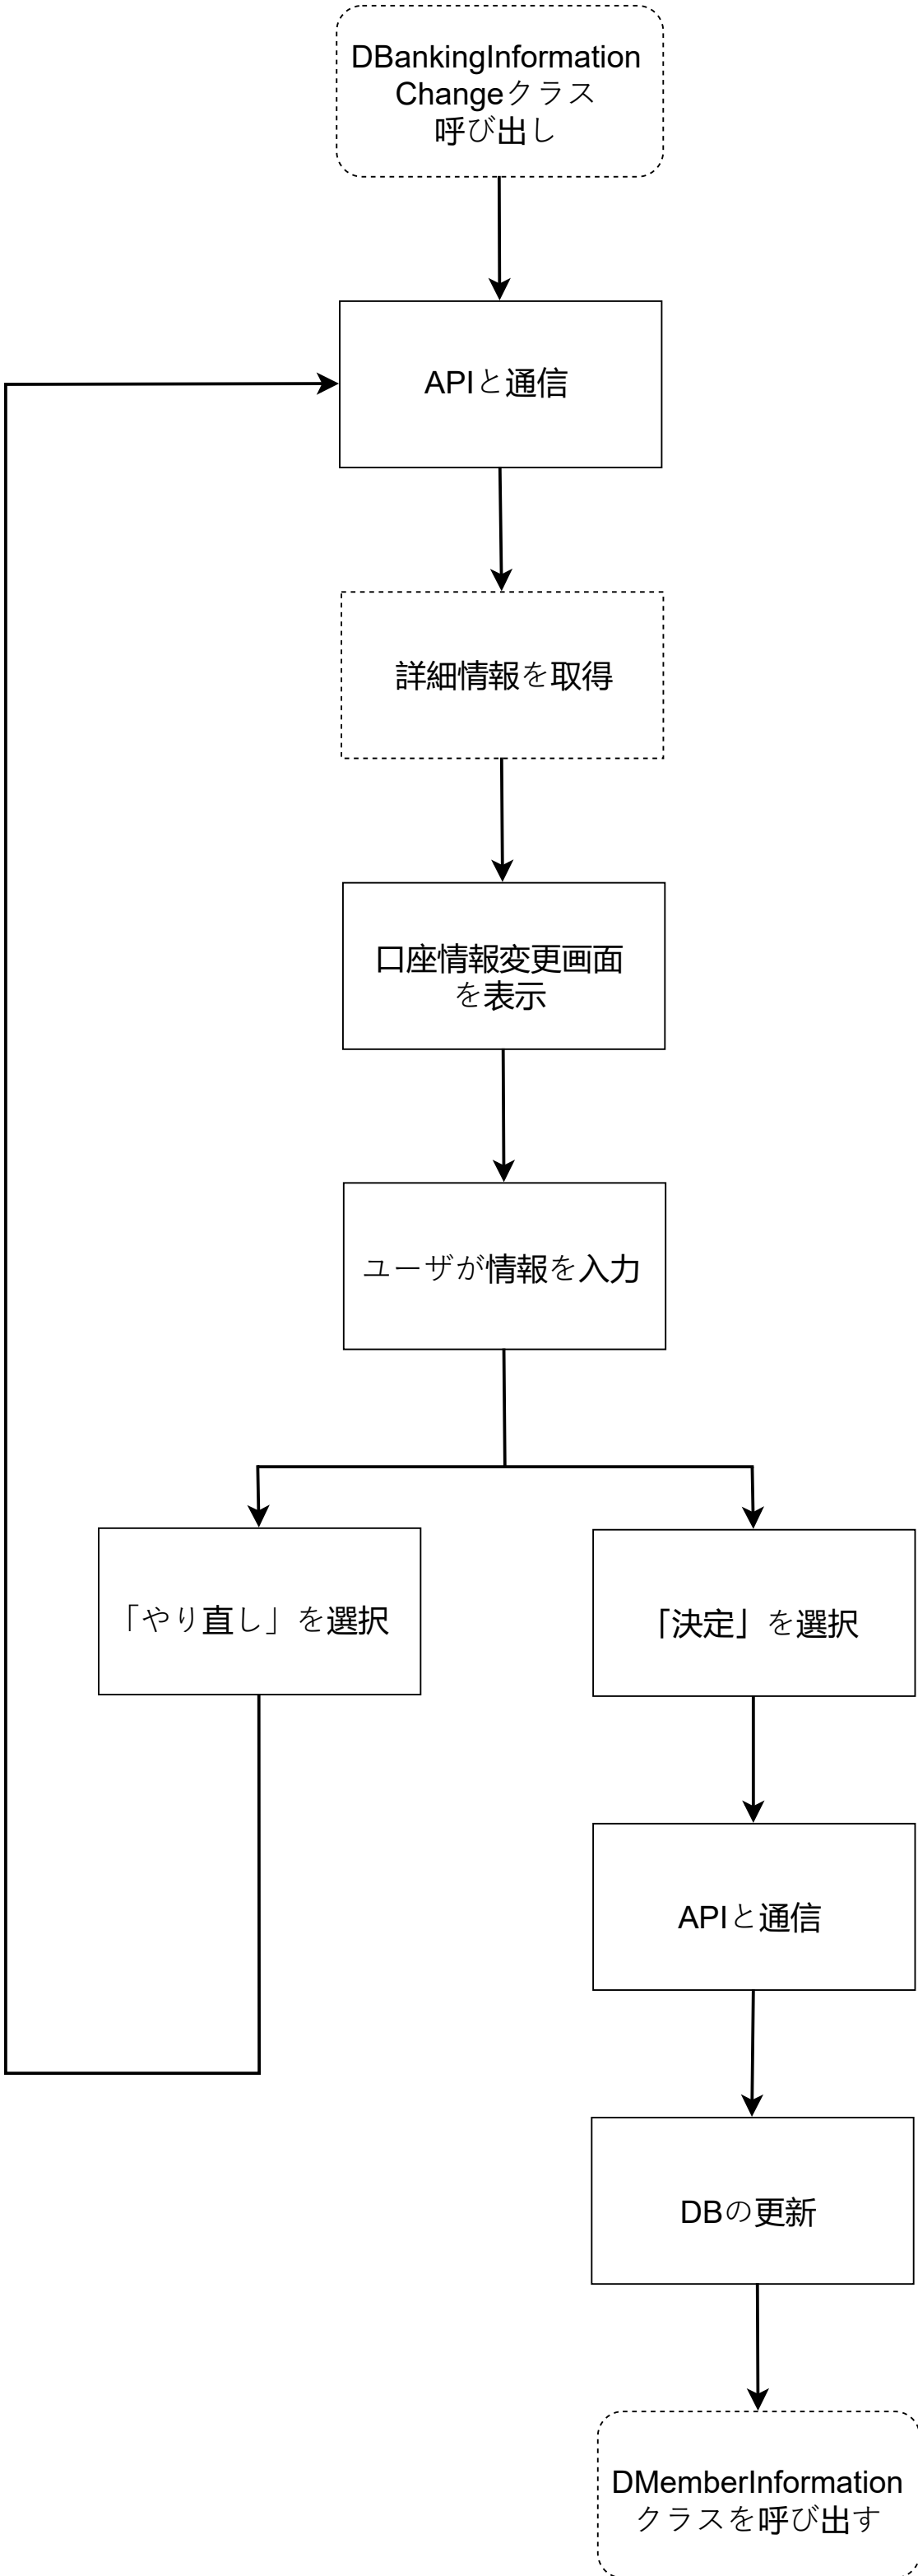 DBankingInformation
Changeクラス
呼び出し
APIと通信
詳細情報を取得
口座情報変更画面
を表示
ユーザが情報を入力
「やり直し」を選択
「決定」を選択
APIと通信
DBの更新
DMemberInformation
クラスを呼び出す